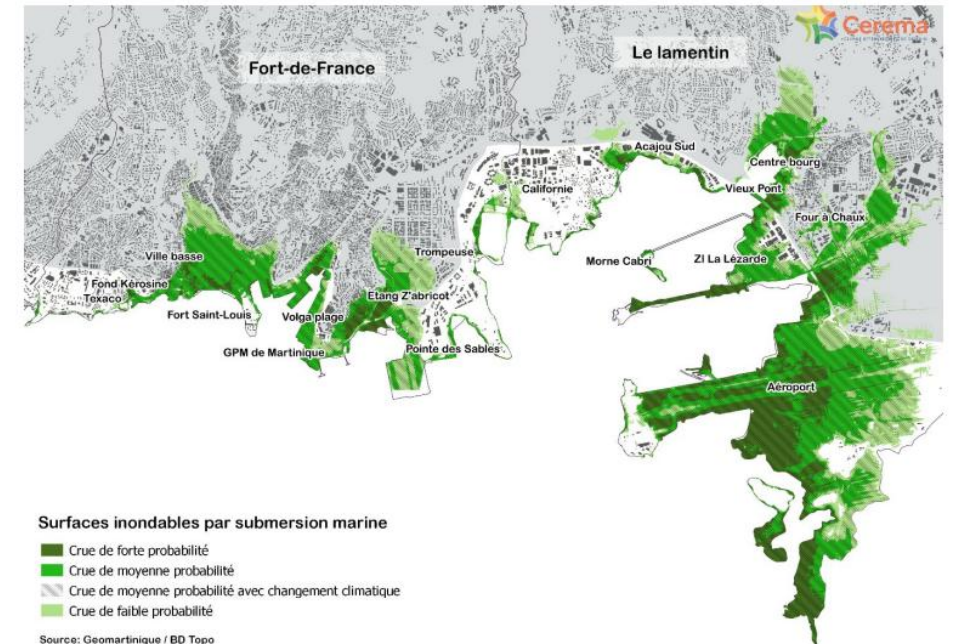 Cerema
Fort-de-France
Le lamentin
Acajou Sud
Centre bourg
Californie
Vieux Pont
Four à Chaux
Ville basse
Trompeuse
Morne Cabri
ZI La Lézarde
Fond Kérosine
Texaco
Etang Z'abricot
Fort Saint-Louis
Volga plage
GPM de Martinique
Pointe des Sables
Aéroport
Surfaces inondables par submersion marine
Crue de forte probabilité
Crue de moyenne probabilité
Crue de moyenne probabilité avec changement climatique
Crue de faible probabilité
Source: Geomartinique / BD Topo